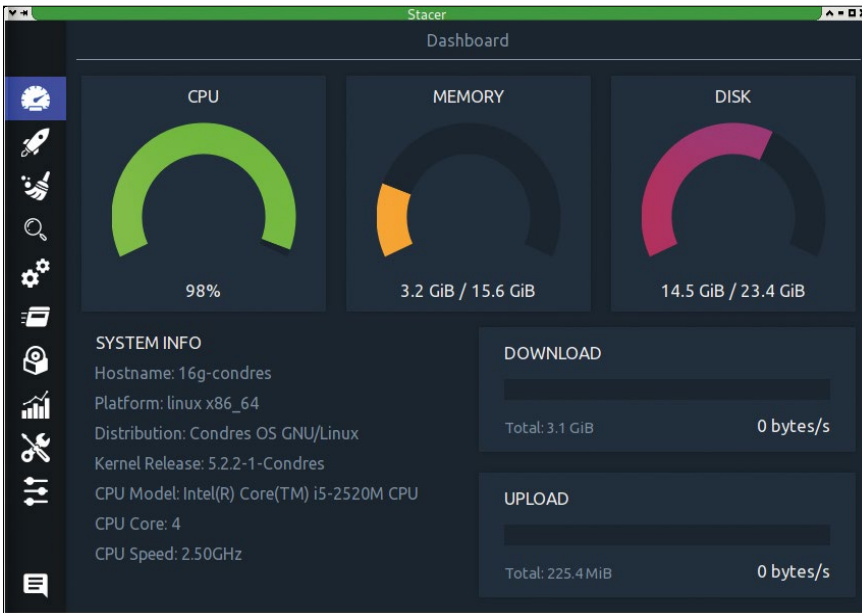 Stacer
Dashboard
CPU
98%
MEMORY
3.2 GiB / 15.6 GiB
DISK
14.5 GiB / 23.4 GiB
SYSTEM INFO
Hostname: 16g-condres
Platform: linux x86_64
Distribution: Condres OS GNU/Linux
Kernel Release: 5.2.2-1-Condres
CPU Model: Intel(R) Core(TM) i5-2520M CPU
CPU Core: 4
CPU Speed: 2.50GHz
DOWNLOAD
Total: 3.1 GiB 0 bytes/s
UPLOAD
Total: 225.4 MiB 0 bytes/s